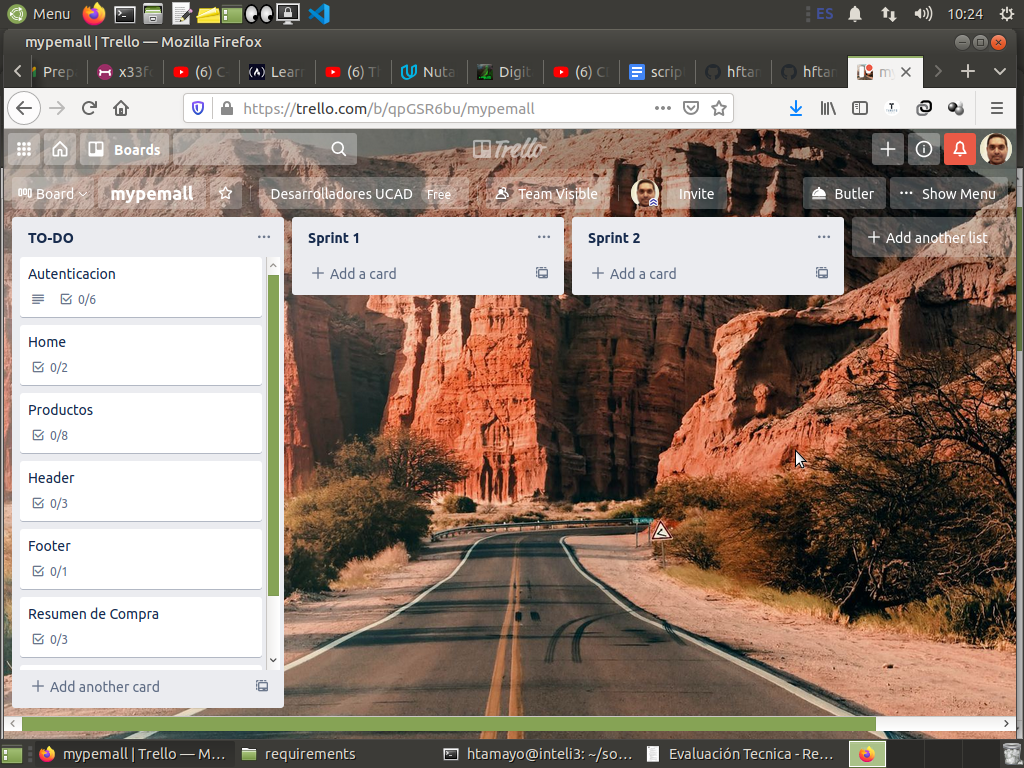 Menu
ES
10:24
mypemall | Trello — Mozilla Firefox
Prep
x33f
(6) C
Lear
(6) T
Nuta
Digit
(6) C
scrip
hftan
hftan
https://trello.com/b/qpGSR6bu/mypemall
Boards
Trello
Board
mypemall
Desarrolladores UCAD
Free
Team Visible
Invite
Butler
Show Menu
TO-DO
Autenticacion
0/6
Home
0/2
Productos
0/8
Header
0/3
Footer
0/1
Resumen de Compra
0/3
Add another card
Sprint 1
Add a card
Sprint 2
Add a card
Add another list
mypemall | Trello — M...
requirements
htamayo@inteli3: ~/so...
Evaluación Tecnica - Re...